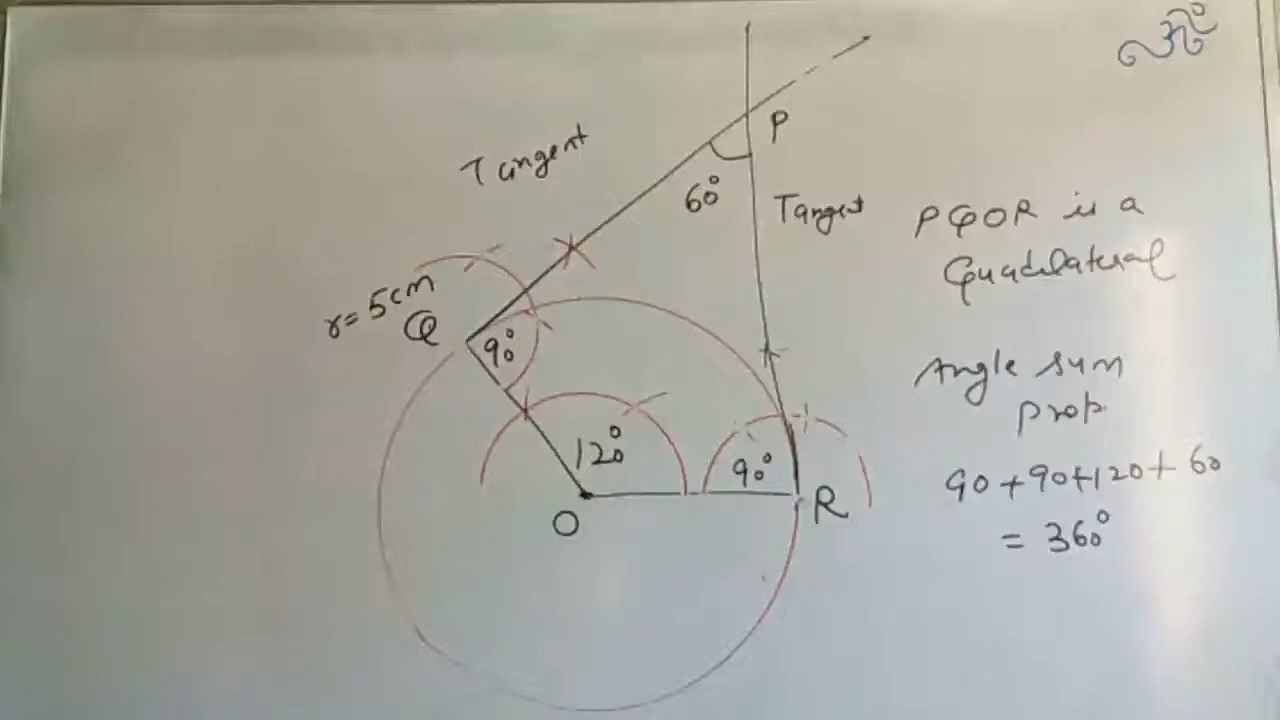 Tangent
P
60°
Tangent
r=5cm
Q
90°
120°
90°
O
R
PQOR is a
Quadrilateral
Angle sum
prop
90+90+120+60
= 360°